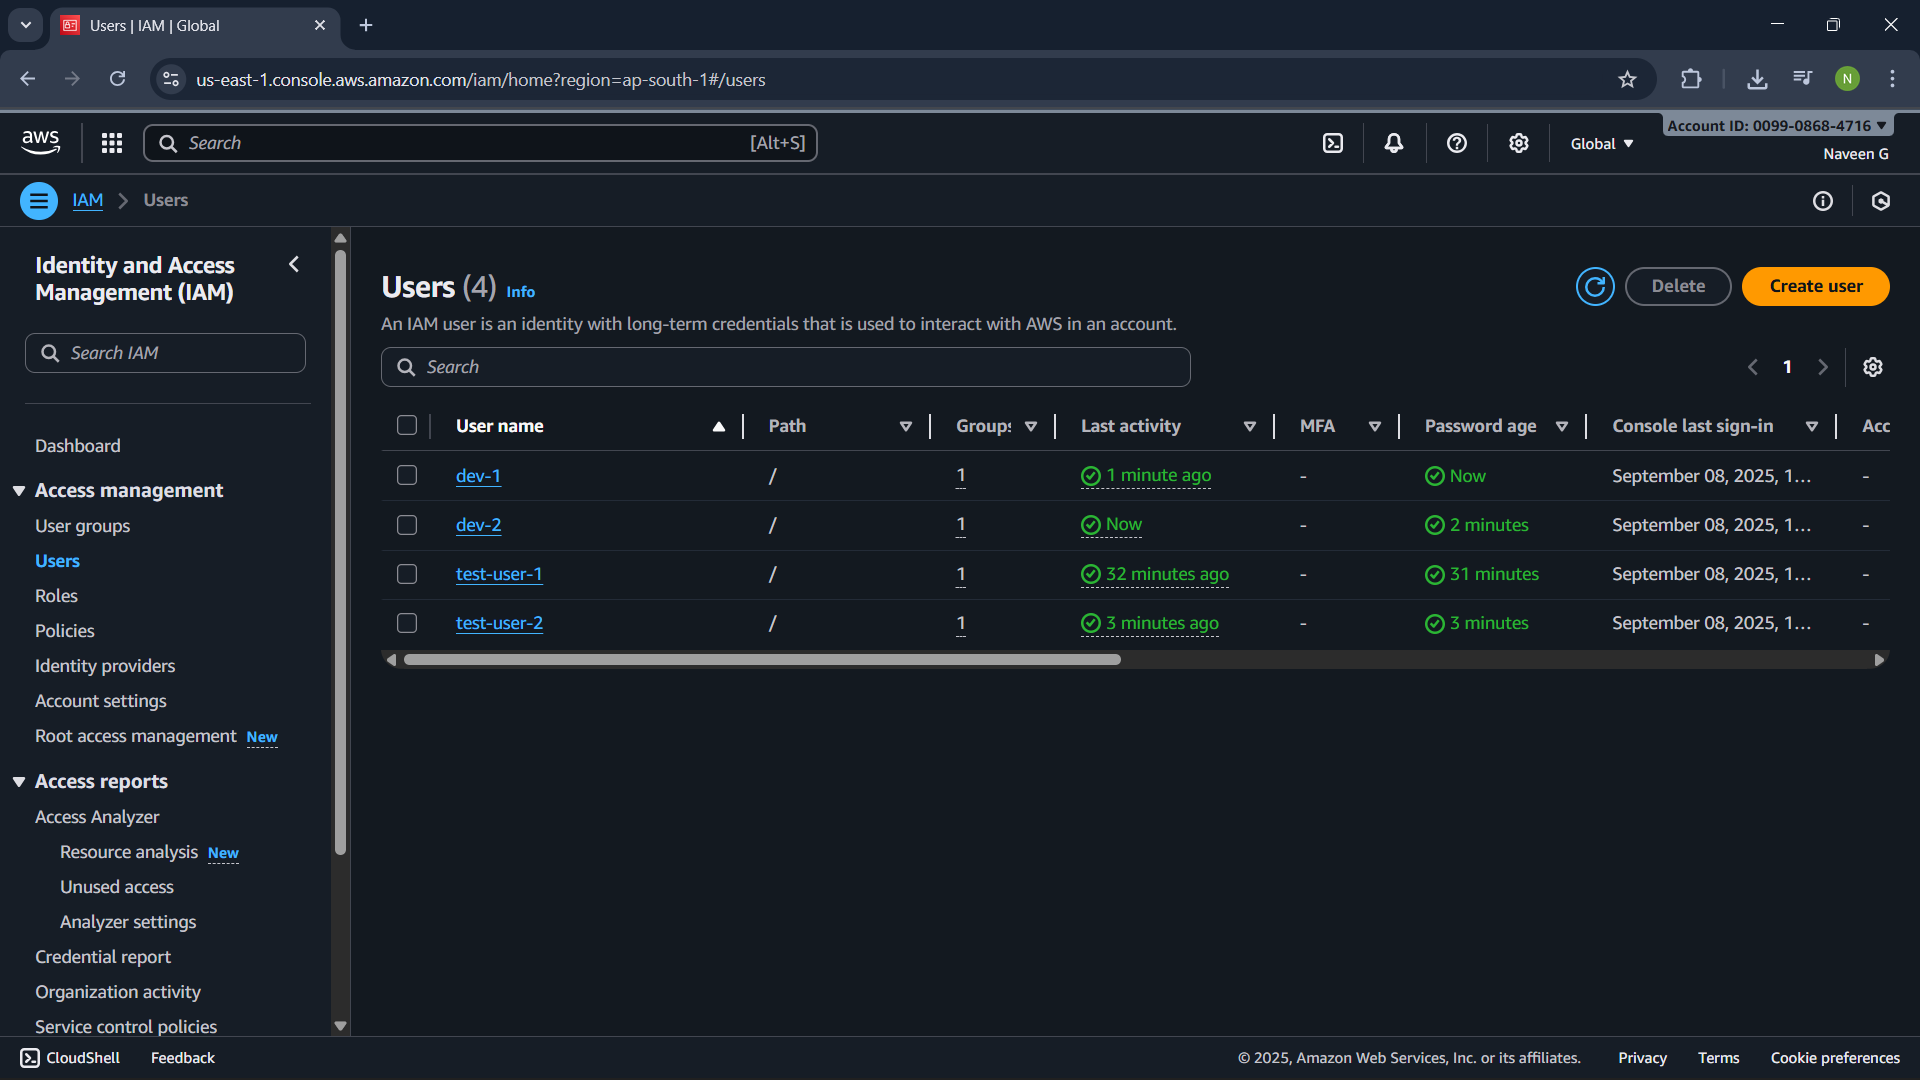 Users | IAM | Global
us-east-1.console.aws.amazon.com/iam/home?region=ap-south-1#/users
N
aws
Search [Alt+S]
Global
Account ID: 0099-0868-4716
Naveen G
IAM > Users
Identity and Access
Management (IAM)
Search IAM
Dashboard
Access management
User groups
Users
Roles
Policies
Identity providers
Account settings
Root access management New
Access reports
Access Analyzer
Resource analysis New
Unused access
Analyzer settings
Credential report
Organization activity
Service control policies
Users (4) Info
Delete
Create user
An IAM user is an identity with long-term credentials that is used to interact with AWS in an account.
Search
1
User name Path Groups Last activity MFA Password age Console last sign-in Acc
dev-1 / 1 1 minute ago - Now September 08, 2025, 1... -
dev-2 / 1 Now - 2 minutes September 08, 2025, 1... -
test-user-1 / 1 32 minutes ago - 31 minutes September 08, 2025, 1... -
test-user-2 / 1 3 minutes ago - 3 minutes September 08, 2025, 1... -
CloudShell Feedback © 2025, Amazon Web Services, Inc. or its affiliates. Privacy Terms Cookie preferences